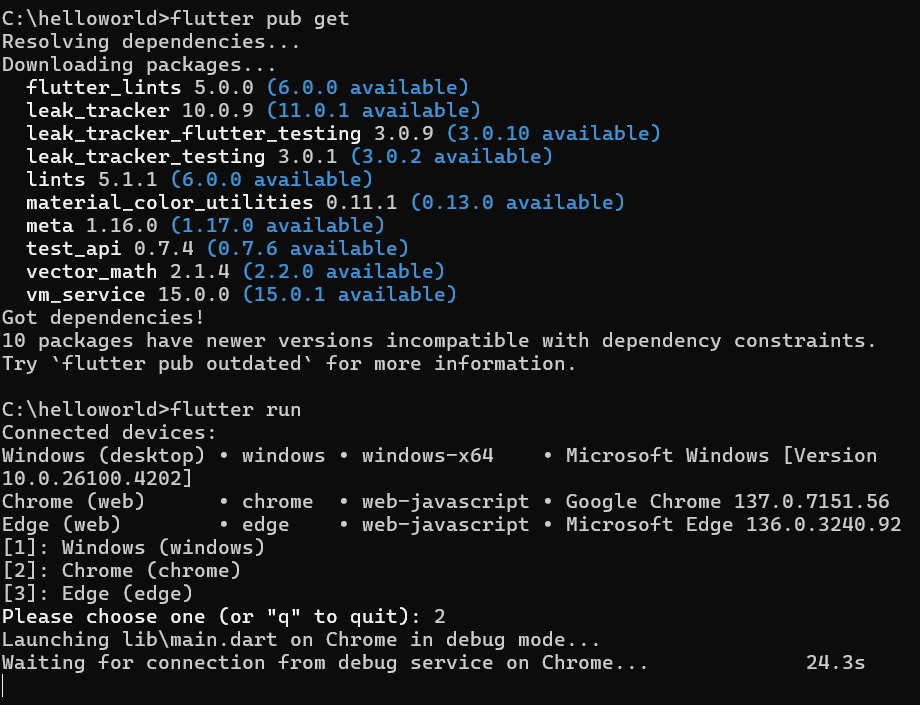 C:\helloworld>flutter pub get
Resolving dependencies...
Downloading packages...
  flutter_lints 5.0.0 (6.0.0 available)
  leak_tracker 10.0.9 (11.0.1 available)
  leak_tracker_flutter_testing 3.0.9 (3.0.10 available)
  leak_tracker_testing 3.0.1 (3.0.2 available)
  lints 5.1.1 (6.0.0 available)
  material_color_utilities 0.11.1 (0.13.0 available)
  meta 1.16.0 (1.17.0 available)
  test_api 0.7.4 (0.7.6 available)
  vector_math 2.1.4 (2.2.0 available)
  vm_service 15.0.0 (15.0.1 available)
Got dependencies!
10 packages have newer versions incompatible with dependency constraints.
Try `flutter pub outdated` for more information.

C:\helloworld>flutter run
Connected devices:
Windows (desktop) • windows • windows-x64    • Microsoft Windows [Version
10.0.26100.4202]
Chrome (web)      • chrome  • web-javascript • Google Chrome 137.0.7151.56
Edge (web)        • edge    • web-javascript • Microsoft Edge 136.0.3240.92
[1]: Windows (windows)
[2]: Chrome (chrome)
[3]: Edge (edge)
Please choose one (or "q" to quit): 2
Launching lib\main.dart on Chrome in debug mode...
Waiting for connection from debug service on Chrome...             24.3s